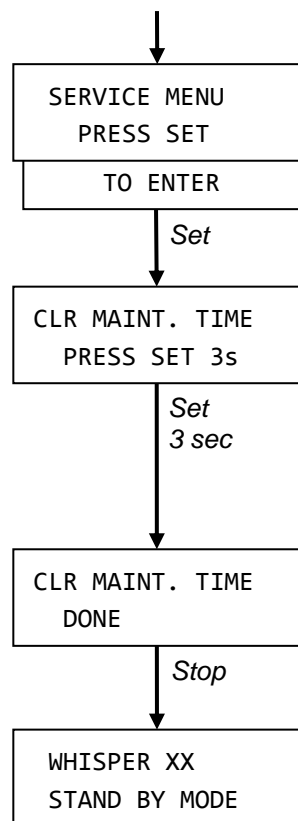 SERVICE MENU
PRESS SET
TO ENTER
Set
CLR MAINT. TIME
PRESS SET 3s
Set
3 sec
CLR MAINT. TIME
DONE
Stop
WHISPER XX
STAND BY MODE